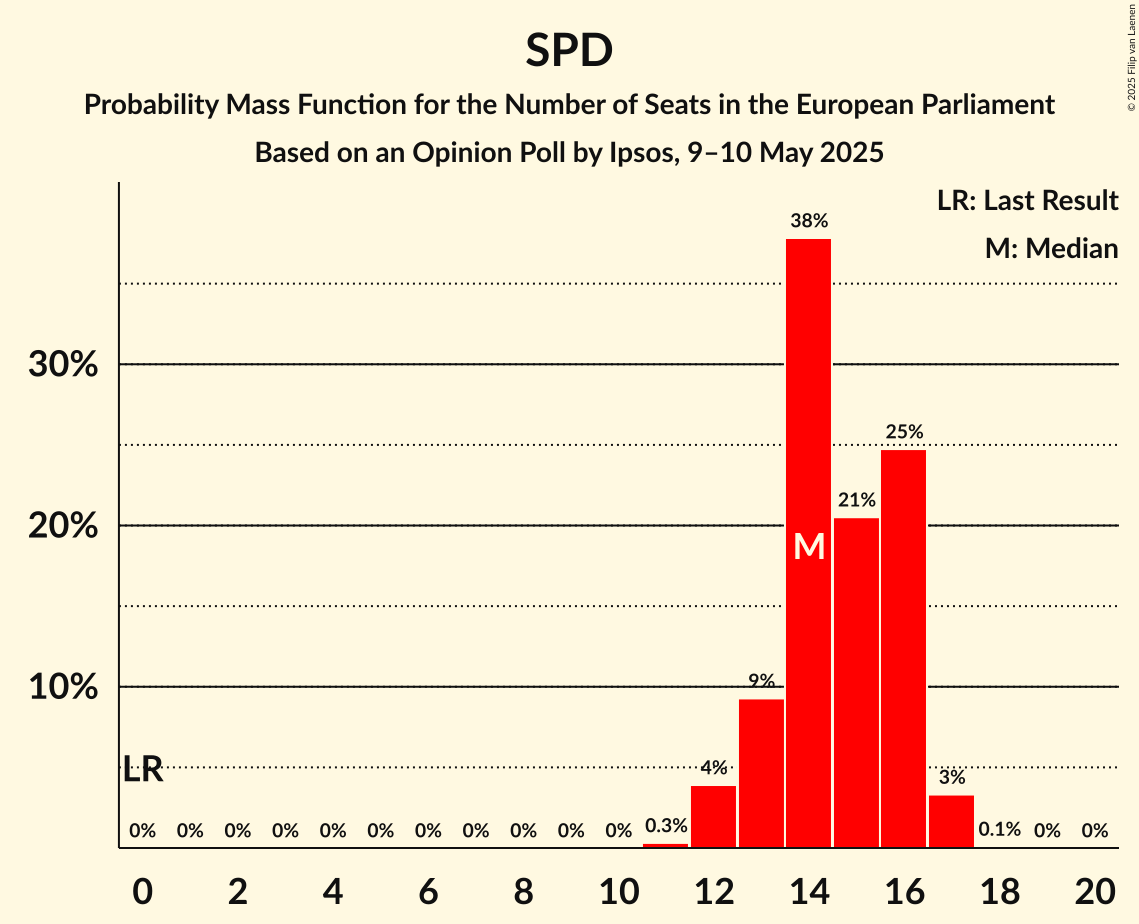 SPD
Probability Mass Function for the Number of Seats in the European Parliament
Based on an Opinion Poll by Ipsos, 9–10 May 2025
© 2025 Filip van Laenen
LR: Last Result
M: Median
38%
30%
25%
21%
20%
M
10%
9%
LR
4%
3%
0% 0% 0% 0% 0% 0% 0% 0% 0% 0% 0% 0.3% 0.1% 0% 0%
0 2 4 6 8 10 12 14 16 18 20